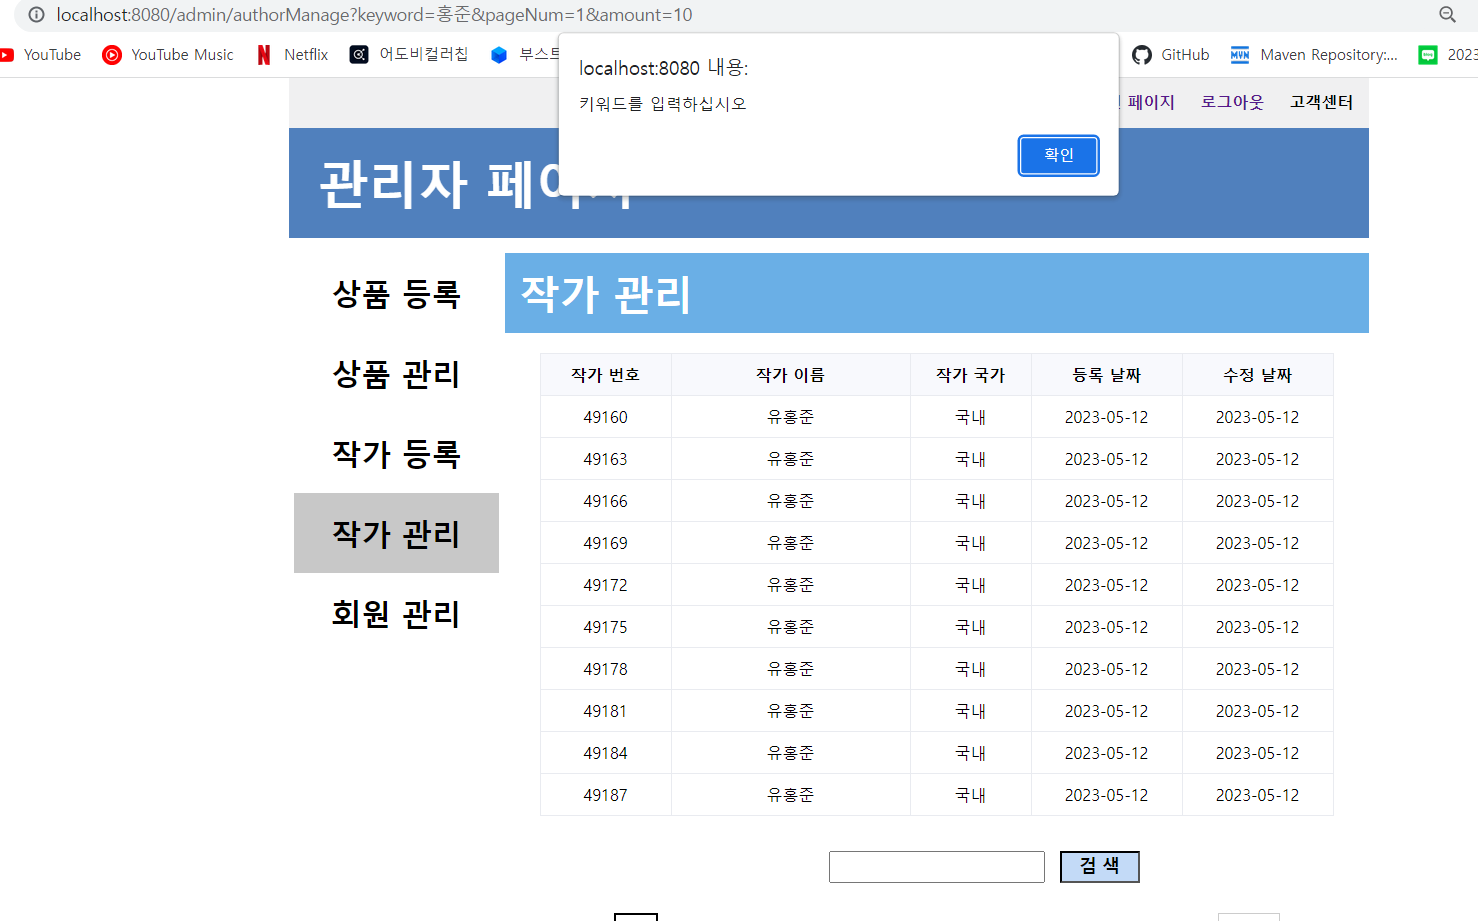 localhost:8080/admin/authorManage?keyword=홍준&pageNum=1&amount=10
YouTube YouTube Music Netflix 어도비컬러칩 GitHub Maven Repository:...
localhost:8080 내용:
키워드를 입력하십시오
확인
페이지 로그아웃 고객센터
관리자
상품 등록
상품 관리
작가 등록
작가 관리
회원 관리
작가 관리
작가 번호 작가 이름 작가 국가 등록 날짜 수정 날짜
49160 유홍준 국내 2023-05-12 2023-05-12
49163 유홍준 국내 2023-05-12 2023-05-12
49166 유홍준 국내 2023-05-12 2023-05-12
49169 유홍준 국내 2023-05-12 2023-05-12
49172 유홍준 국내 2023-05-12 2023-05-12
49175 유홍준 국내 2023-05-12 2023-05-12
49178 유홍준 국내 2023-05-12 2023-05-12
49181 유홍준 국내 2023-05-12 2023-05-12
49184 유홍준 국내 2023-05-12 2023-05-12
49187 유홍준 국내 2023-05-12 2023-05-12
검 색